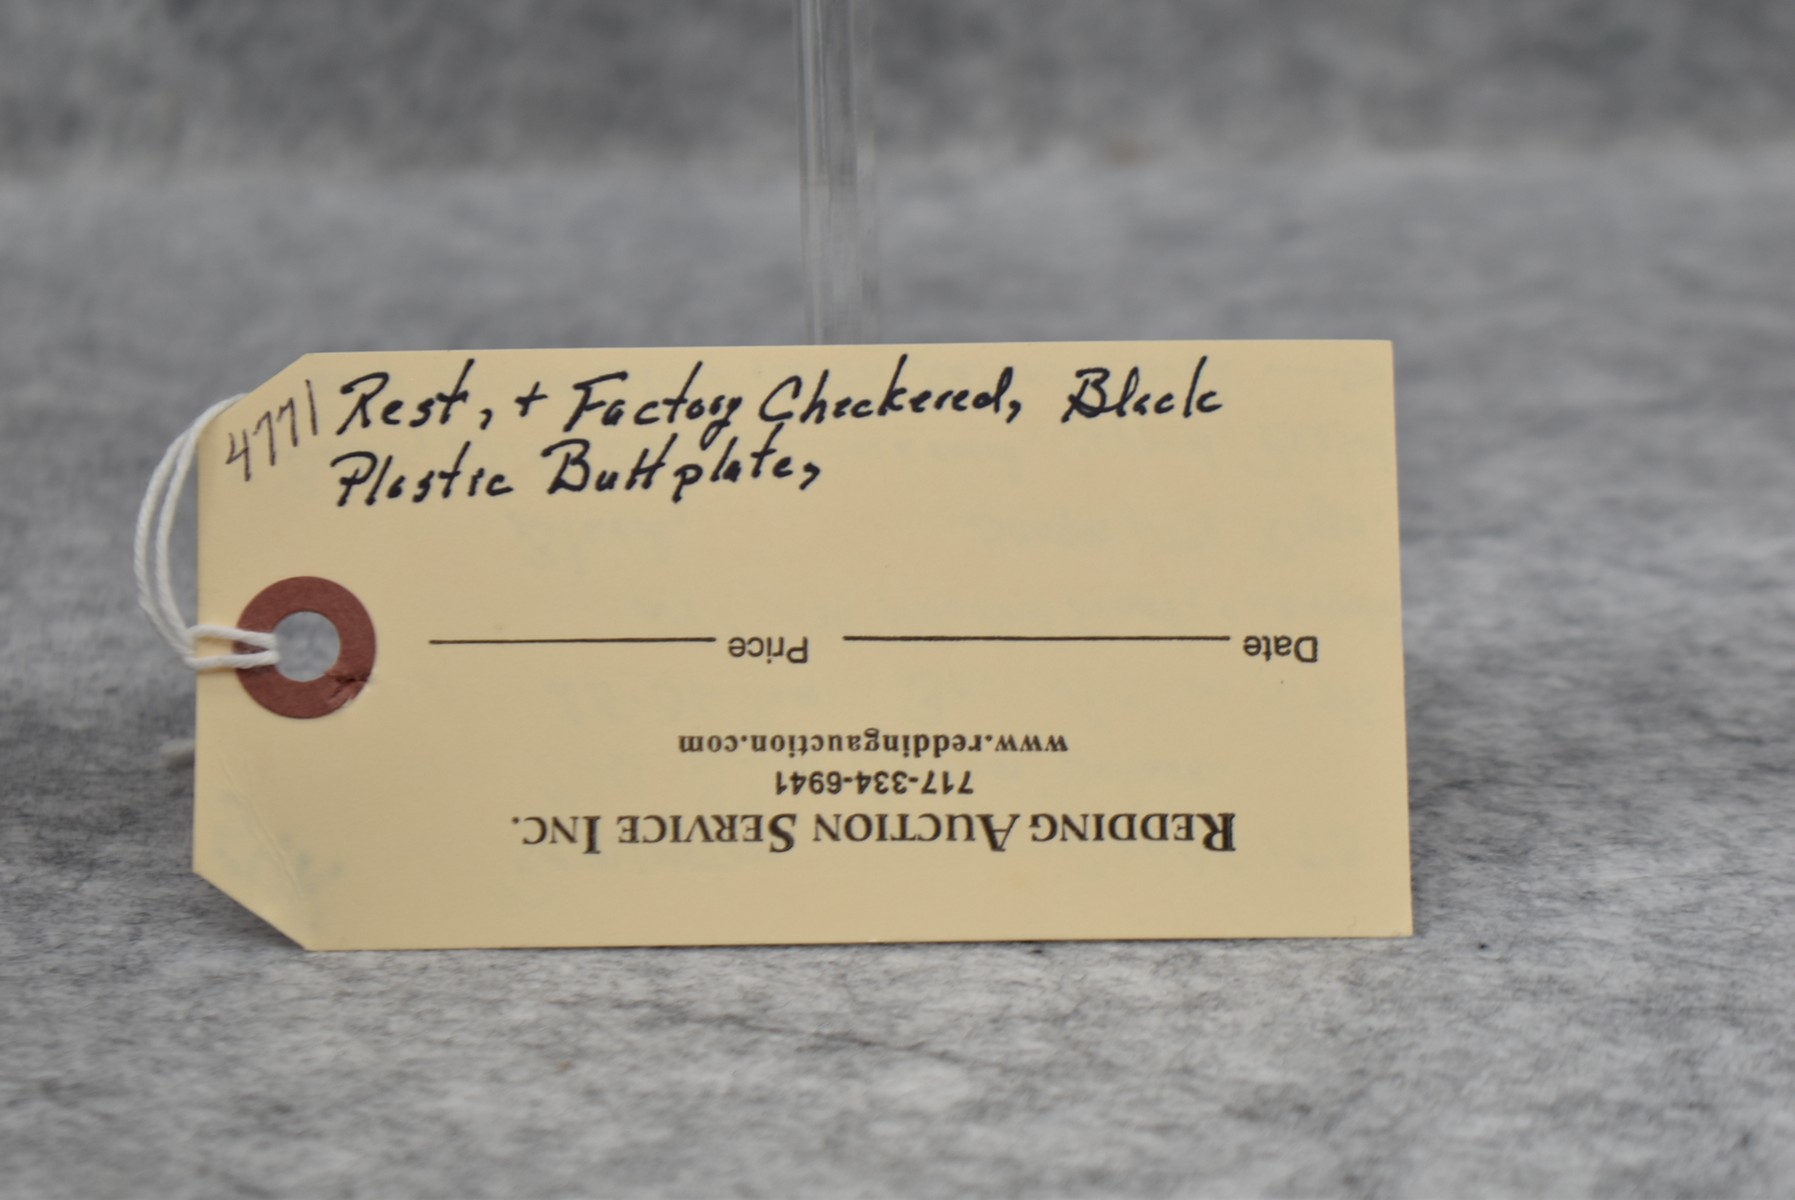 4771
Rest, + Factory Checkered, Black
Plastic Buttplate,
REDDING AUCTION SERVICE INC.
717-334-6941
www.reddingauction.com
Date Price